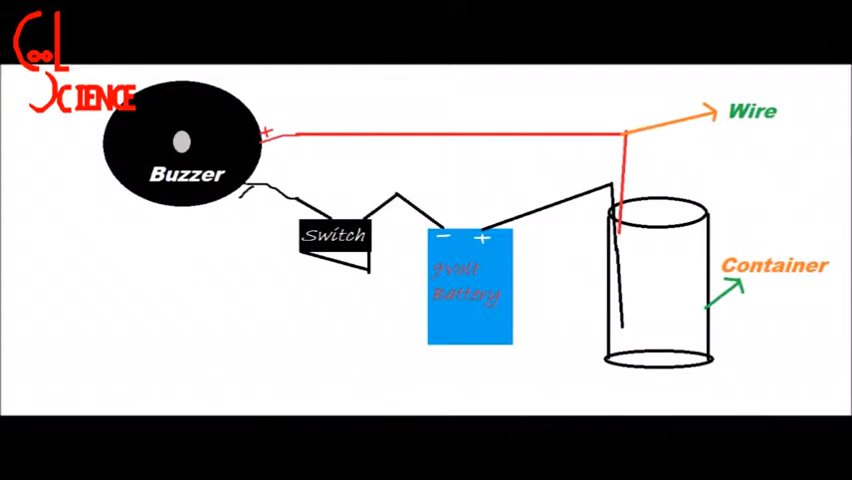 Cool
SCIENCE
Wire
+
Buzzer
-
Switch
- +
9Volt
Battery
Container